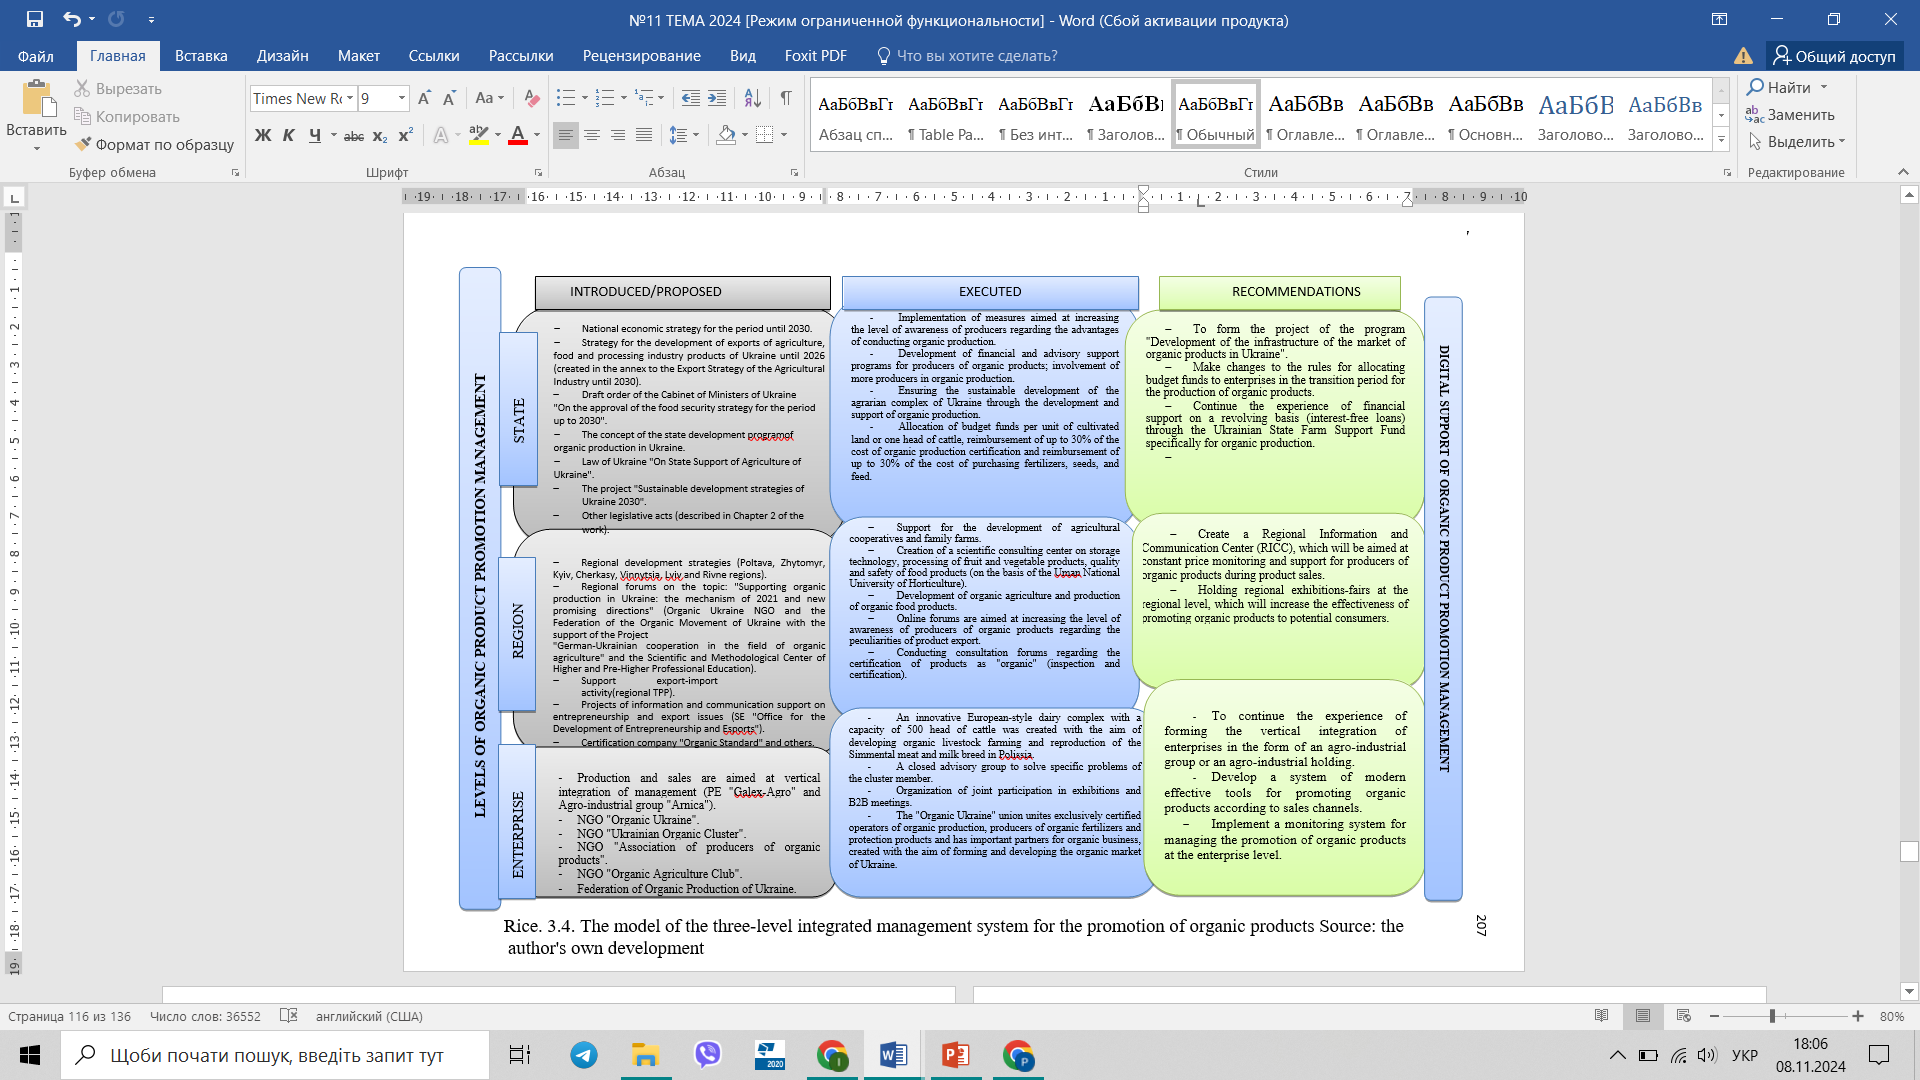 №11 ТЕМА 2024 [Режим ограниченной функциональности] - Word (Сбой активации продукта)
Файл
Главная
Вставка
Дизайн
Макет
Ссылки
Рассылки
Рецензирование
Вид
Foxit PDF
Что вы хотите сделать?
Общий доступ
Вставить
Вырезать
Копировать
Формат по образцу
Буфер обмена
Times New Rc
9
Шрифт
Абзац
АаБбВвГг АаБбВвГг АаБбВвГг АаБбВ АаБбВвГг АаБбВв АаБбВв АаБбВв АаБбВ АаБбВв
Абзац сп...
¶ Table Pa...
¶ Без инт...
¶ Заголов...
¶ Обычный
¶ Оглавле...
¶ Оглавле...
¶ Основн...
Заголово...
Заголово...
Стили
Найти
Заменить
Выделить
Редактирование
LEVELS OF ORGANIC PRODUCT PROMOTION MANAGEMENT
INTRODUCED/PROPOSED
EXECUTED
RECOMMENDATIONS
STATE
– National economic strategy for the period until 2030.
– Strategy for the development of exports of agriculture,
food and processing industry products of Ukraine until 2026
(created in the annex to the Export Strategy of the Agricultural
Industry until 2030).
– Draft order of the Cabinet of Ministers of Ukraine
"On the approval of the food security strategy for the period
up to 2030".
– The concept of the state development programof
organic production in Ukraine.
– Law of Ukraine "On State Support of Agriculture of
Ukraine".
– The project "Sustainable development strategies of
Ukraine 2030".
– Other legislative acts (described in Chapter 2 of the
work).
- Implementation of measures aimed at increasing
the level of awareness of producers regarding the advantages
of conducting organic production.
- Development of financial and advisory support
programs for producers of organic products; involvement of
more producers in organic production.
- Ensuring the sustainable development of the
agrarian complex of Ukraine through the development and
support of organic production.
- Allocation of budget funds per unit of cultivated
land or one head of cattle, reimbursement of up to 30% of the
cost of organic production certification and reimbursement of
up to 30% of the cost of purchasing fertilizers, seeds, and
feed.
– To form the project of the program
"Development of the infrastructure of the market of
organic products in Ukraine".
– Make changes to the rules for allocating
budget funds to enterprises in the transition period for
the production of organic products.
– Continue the experience of financial
support on a revolving basis (interest-free loans)
through the Ukrainian State Farm Support Fund
specifically for organic production.
–
REGION
– Regional development strategies (Poltava, Zhytomyr,
Kyiv, Cherkasy, Vinnytsia, Lviv and Rivne regions).
– Regional forums on the topic: "Supporting organic
production in Ukraine: the mechanism of 2021 and new
promising directions" (Organic Ukraine NGO and the
Federation of the Organic Movement of Ukraine with the
support of the Project
"German-Ukrainian cooperation in the field of organic
agriculture" and the Scientific and Methodological Center of
Higher and Pre-Higher Professional Education).
– Support export-import
activity(regional TPP).
– Projects of information and communication support on
entrepreneurship and export issues (SE "Office for the
Development of Entrepreneurship and Esports").
– Certification company "Organic Standard" and others.
– Support for the development of agricultural
cooperatives and family farms.
– Creation of a scientific consulting center on storage
technology, processing of fruit and vegetable products, quality
and safety of food products (on the basis of the Uman National
University of Horticulture).
– Development of organic agriculture and production
of organic food products.
– Online forums are aimed at increasing the level of
awareness of producers of organic products regarding the
peculiarities of product export.
– Conducting consultation forums regarding the
certification of products as "organic" (inspection and
certification).
– Create a Regional Information and
Communication Center (RICC), which will be aimed at
constant price monitoring and support for producers of
organic products during product sales.
– Holding regional exhibitions-fairs at the
regional level, which will increase the effectiveness of
promoting organic products to potential consumers.
ENTERPRISE
- Production and sales are aimed at vertical
integration of management (PE "Galex-Agro" and
Agro-industrial group "Arnica").
- NGO "Organic Ukraine".
- NGO "Ukrainian Organic Cluster".
- NGO "Association of producers of organic
products".
- NGO "Organic Agriculture Club".
- Federation of Organic Production of Ukraine.
- An innovative European-style dairy complex with a
capacity of 500 head of cattle was created with the aim of
developing organic livestock farming and reproduction of the
Simmental meat and milk breed in Polissia.
- A closed advisory group to solve specific problems of
the cluster member.
- Organization of joint participation in exhibitions and
B2B meetings.
- The "Organic Ukraine" union unites exclusively certified
operators of organic production, producers of organic fertilizers and
protection products and has important partners for organic business,
created with the aim of forming and developing the organic market
of Ukraine.
- To continue the experience of
forming the vertical integration of
enterprises in the form of an agro-industrial
group or an agro-industrial holding.
- Develop a system of modern
effective tools for promoting organic
products according to sales channels.
– Implement a monitoring system for
managing the promotion of organic products
at the enterprise level.
DIGITAL SUPPORT OF ORGANIC PRODUCT PROMOTION MANAGEMENT
Rice. 3.4. The model of the three-level integrated management system for the promotion of organic products Source: the
author's own development
207
Страница 116 из 136
Число слов: 36552
английский (США)
80%
Щоби почати пошук, введіть запит тут
2020
УКР
18:06
08.11.2024